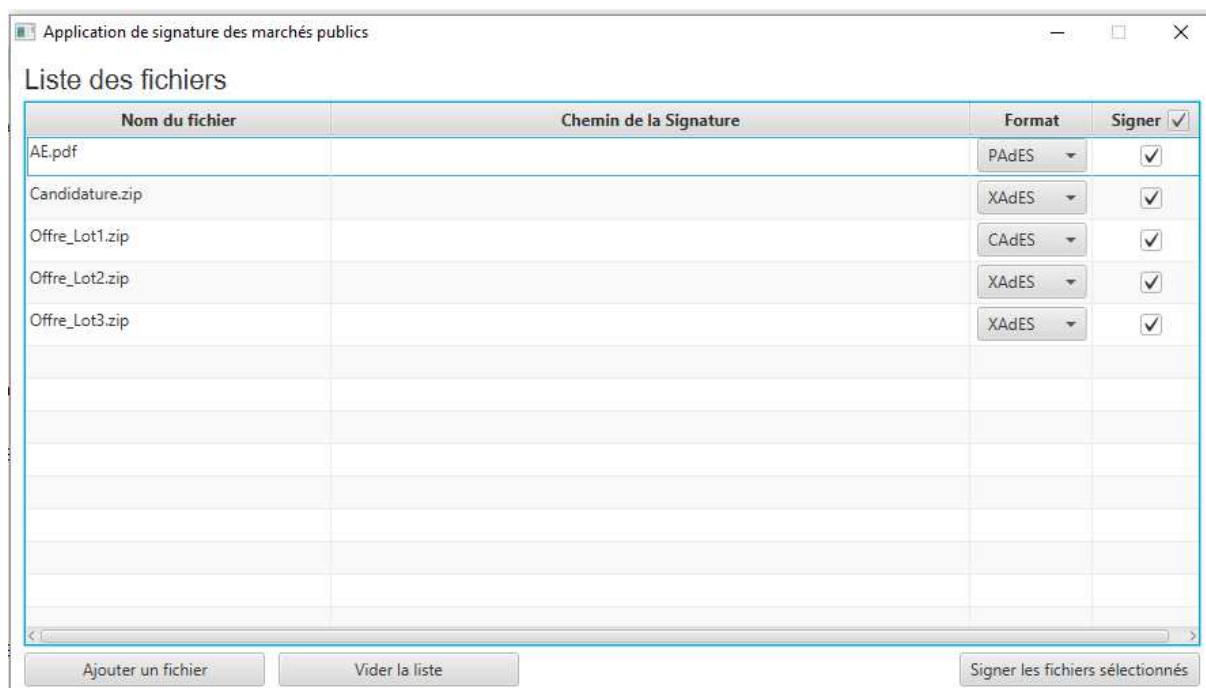 Application de signature des marchés publics
Liste des fichiers
Nom du fichier Chemin de la Signature Format Signer
AE.pdf PAdES
Candidature.zip XAdES
Offre_Lot1.zip CAdES
Offre_Lot2.zip XAdES
Offre_Lot3.zip XAdES
Ajouter un fichier Vider la liste Signer les fichiers sélectionnés